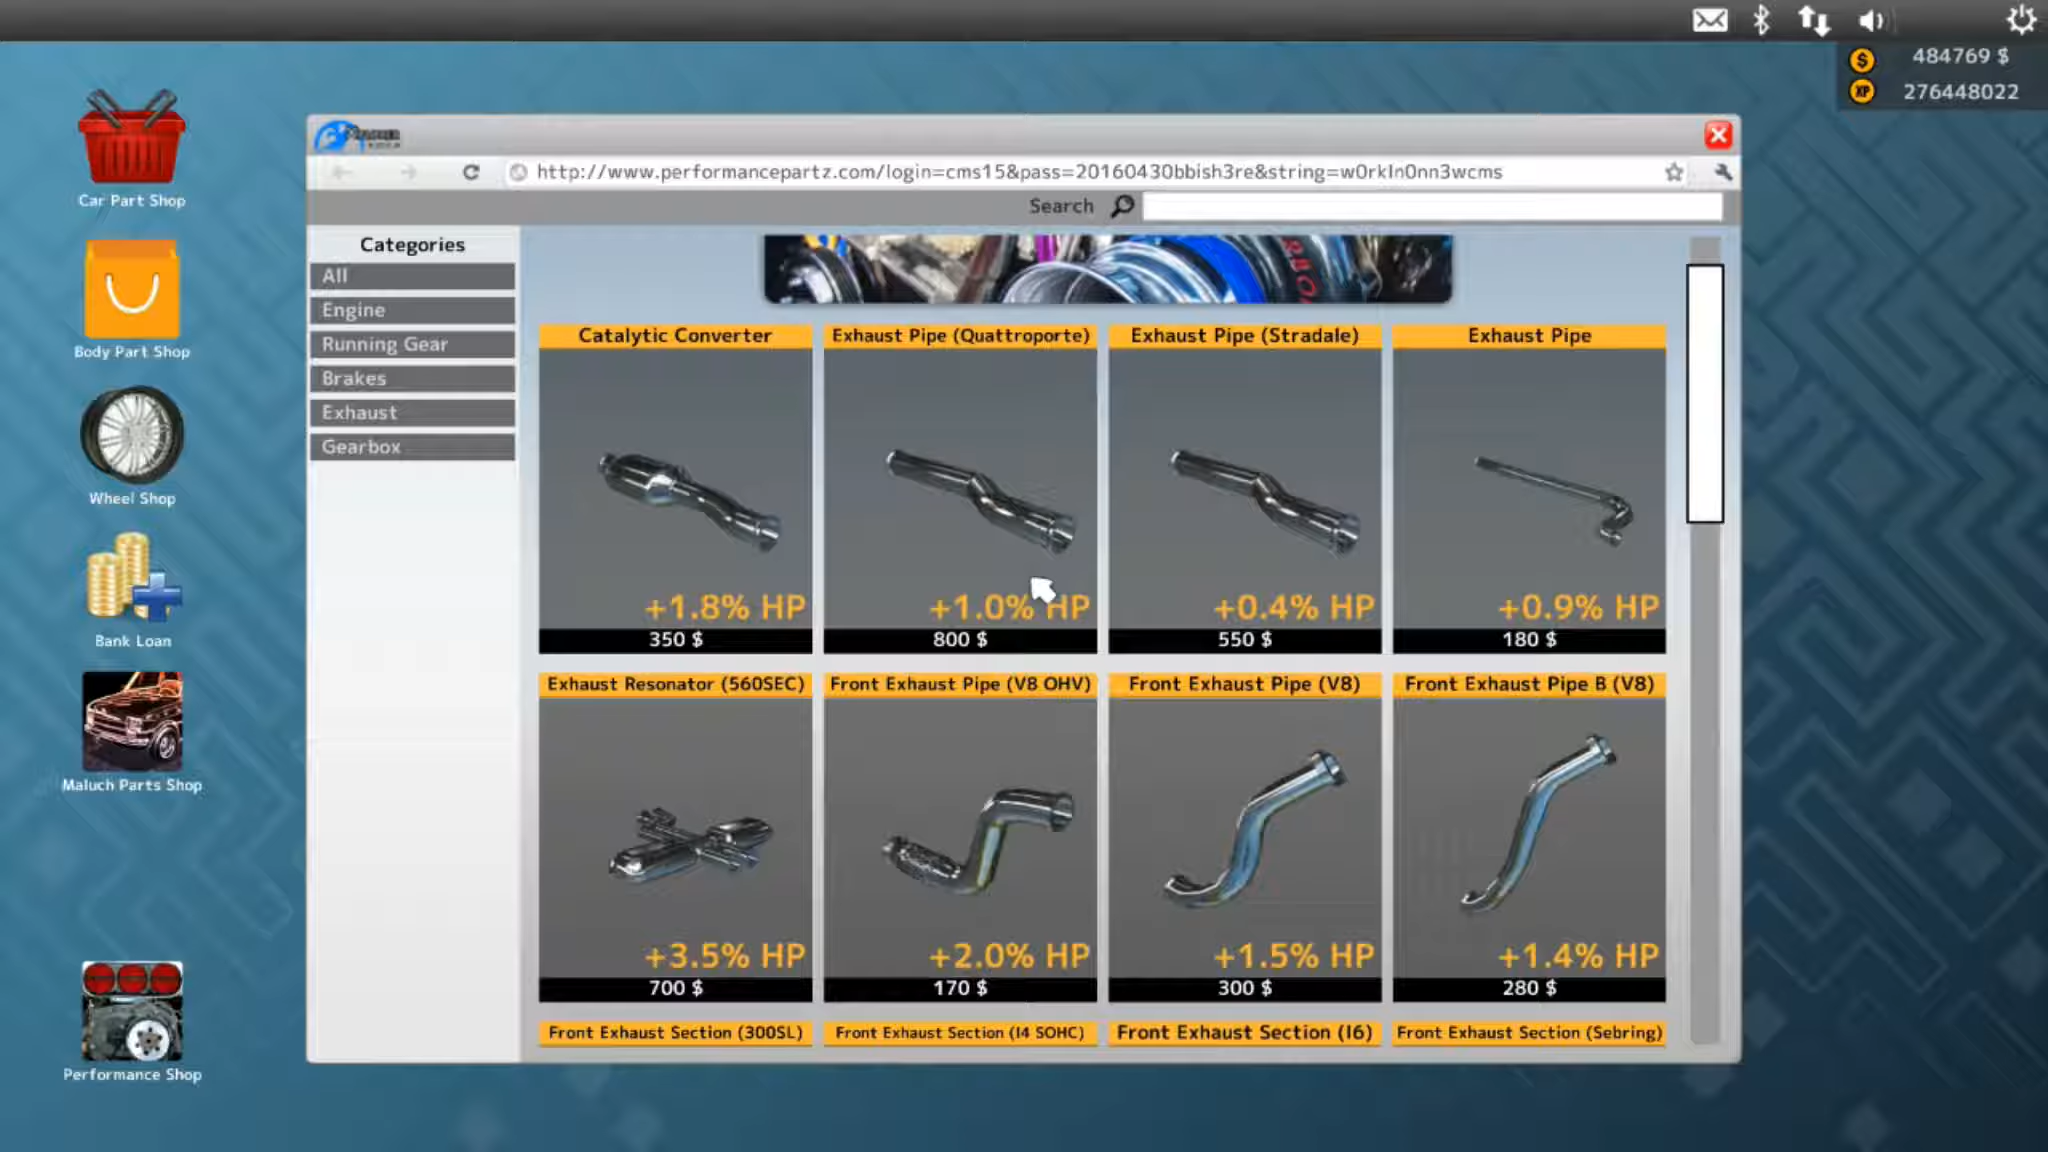 484769 $
XP 276448022
Car Part Shop
Body Part Shop
Wheel Shop
Bank Loan
Maluch Parts Shop
Performance Shop
http://www.performancepartz.com/login=cms15&pass=20160430bbish3re&string=w0rkIn0nn3wcms
Search
Categories
All
Engine
Running Gear
Brakes
Exhaust
Gearbox
Catalytic Converter
+1.8% HP
350 $
Exhaust Pipe (Quattroporte)
+1.0% HP
800 $
Exhaust Pipe (Stradale)
+0.4% HP
550 $
Exhaust Pipe
+0.9% HP
180 $
Exhaust Resonator (560SEC)
+3.5% HP
700 $
Front Exhaust Pipe (V8 OHV)
+2.0% HP
170 $
Front Exhaust Pipe (V8)
+1.5% HP
300 $
Front Exhaust Pipe B (V8)
+1.4% HP
280 $
Front Exhaust Section (300SL)
Front Exhaust Section (I4 SOHC)
Front Exhaust Section (I6)
Front Exhaust Section (Sebring)